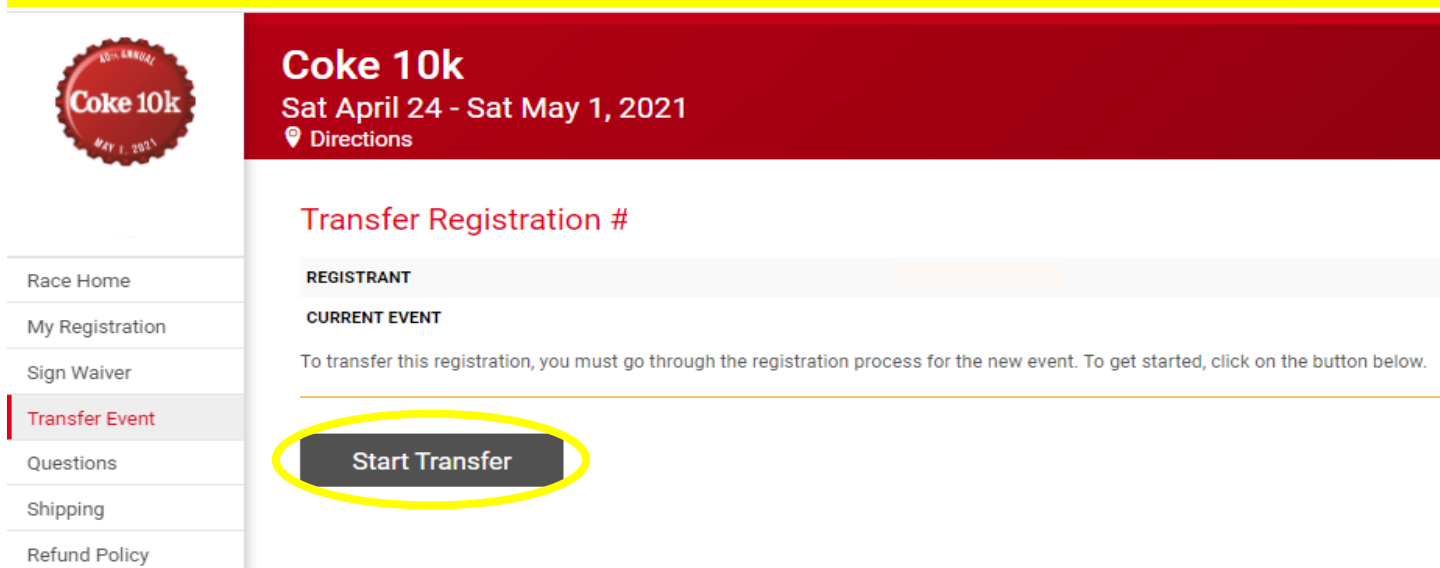 40TH ANNUAL
Coke 10k
MAY 1, 2021
Coke 10k
Sat April 24 - Sat May 1, 2021
Directions
Transfer Registration #
REGISTRANT
CURRENT EVENT
To transfer this registration, you must go through the registration process for the new event. To get started, click on the button below.
Start Transfer
Race Home
My Registration
Sign Waiver
Transfer Event
Questions
Shipping
Refund Policy